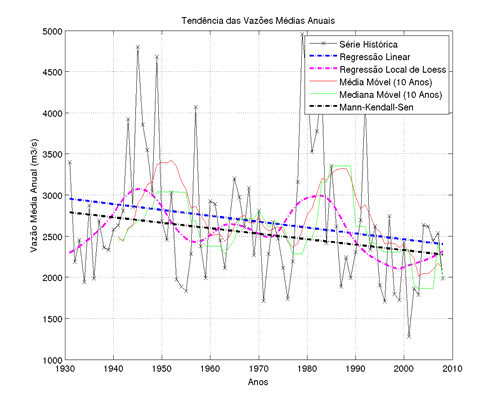 Tendência das Vazões Médias Anuais
Série Histórica
Regressão Linear
Regressão Local de Loess
Média Móvel (10 Anos)
Mediana Móvel (10 Anos)
Mann-Kendall-Sen
Vazão Média Anual (m3/s)
5000
4500
4000
3500
3000
2500
2000
1500
1000
1930
1940
1950
1960
1970
1980
1990
2000
2010
Anos